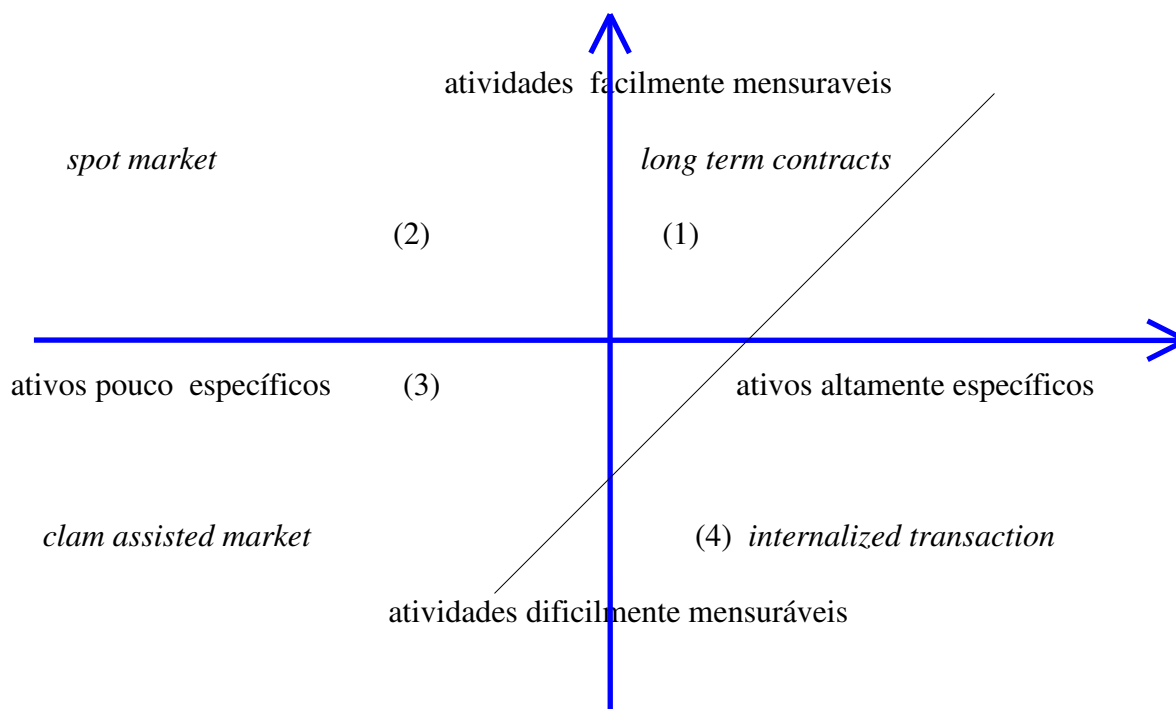 atividades facilmente mensuraveis
spot market
long term contracts
(2)
(1)
ativos pouco específicos
(3)
ativos altamente específicos
clam assisted market
(4) internalized transaction
atividades dificilmente mensuráveis